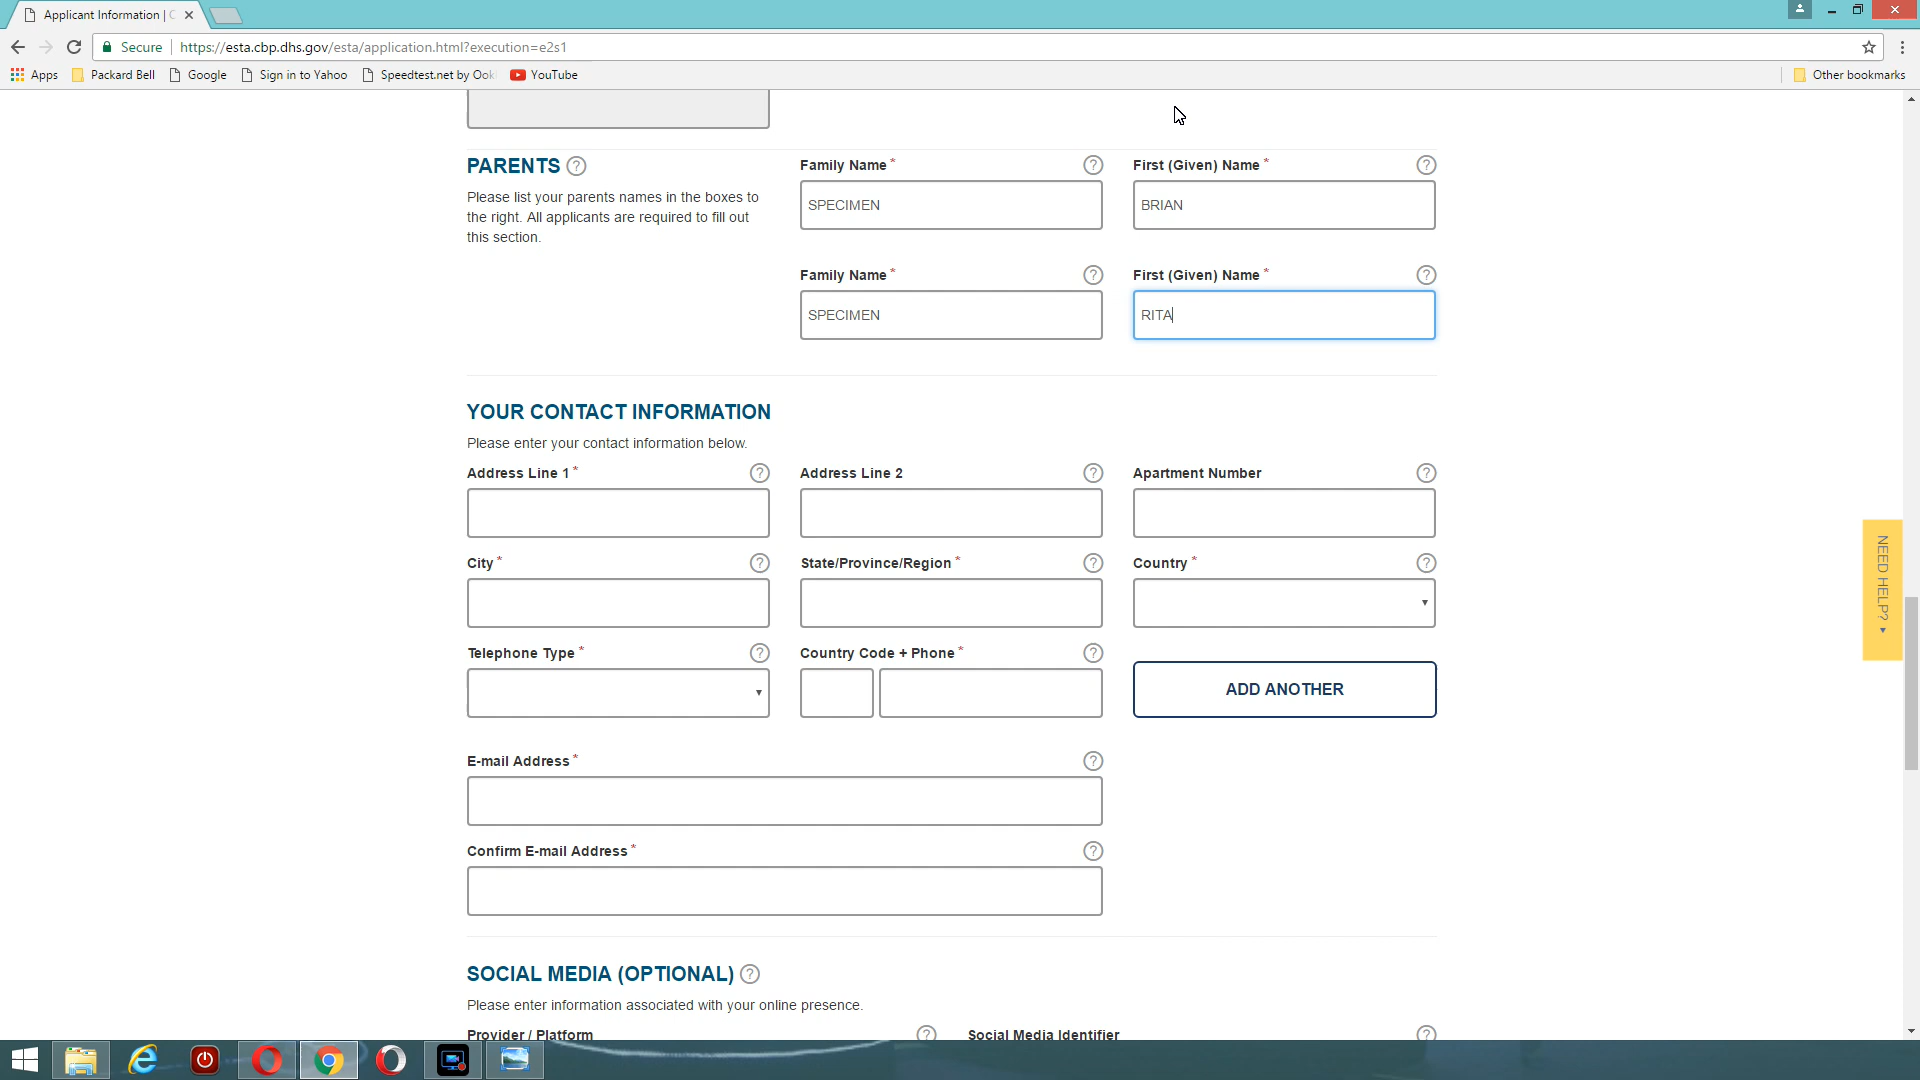 Applicant Information |
Secure https://esta.cbp.dhs.gov/esta/application.html?execution=e2s1
Apps Packard Bell Google Sign in to Yahoo Speedtest.net by Ook YouTube Other bookmarks
PARENTS ?
Please list your parents names in the boxes to
the right. All applicants are required to fill out
this section.
Family Name * ? First (Given) Name * ?
SPECIMEN BRIAN
Family Name * ? First (Given) Name * ?
SPECIMEN RITA
YOUR CONTACT INFORMATION
Please enter your contact information below.
Address Line 1 * ? Address Line 2 ? Apartment Number ?
City * ? State/Province/Region * ? Country * ?
Telephone Type * ? Country Code + Phone * ?
ADD ANOTHER
E-mail Address * ?
Confirm E-mail Address * ?
NEED HELP?
SOCIAL MEDIA (OPTIONAL) ?
Please enter information associated with your online presence.
Provider / Platform ? Social Media Identifier ?